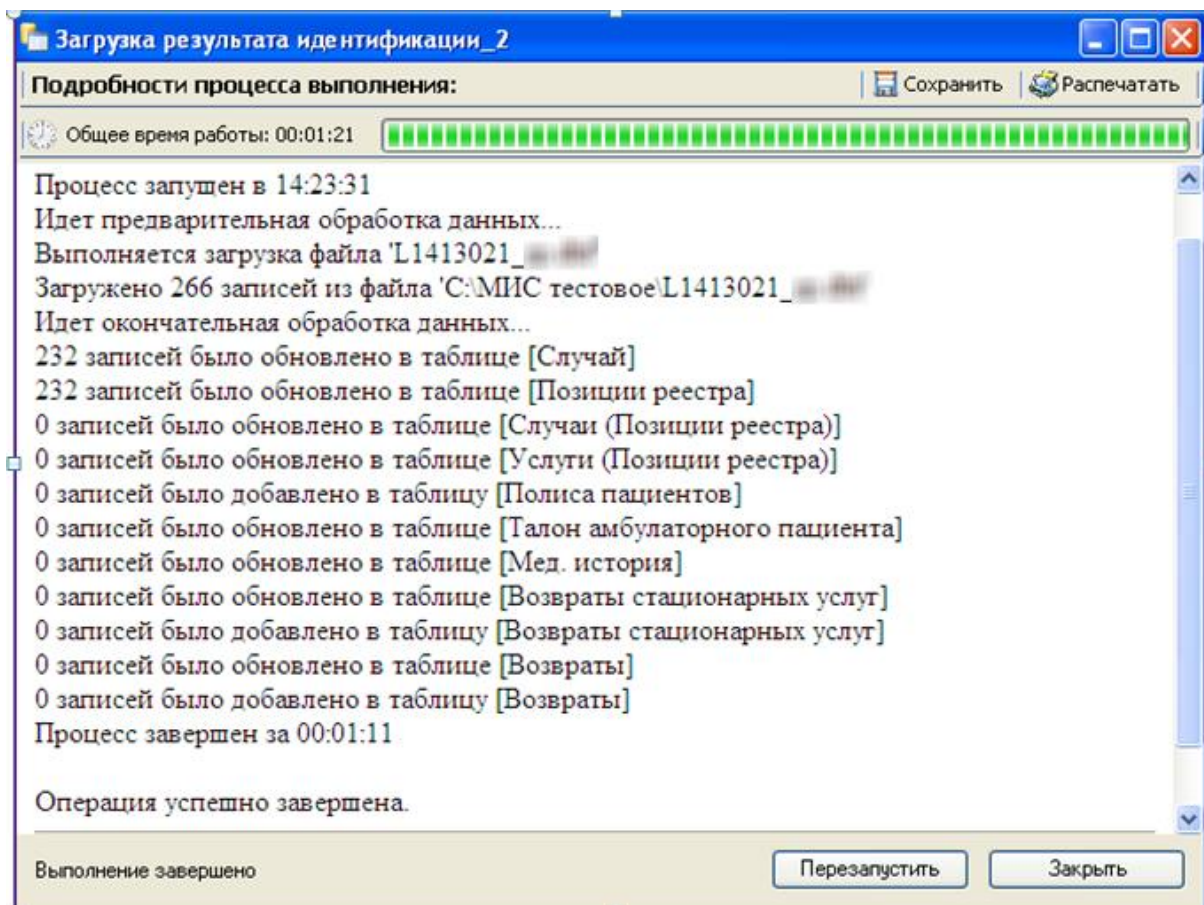 Загрузка результата идентификации_2
Подробности процесса выполнения: Сохранить Распечатать
Общее время работы: 00:01:21
Процесс запущен в 14:23:31
Идет предварительная обработка данных...
Выполняется загрузка файла 'L1413021_
Загружено 266 записей из файла 'C:\МИС тестовое\L1413021_
Идет окончательная обработка данных...
232 записей было обновлено в таблице [Случай]
232 записей было обновлено в таблице [Позиции реестра]
0 записей было обновлено в таблице [Случаи (Позиции реестра)]
0 записей было обновлено в таблице [Услуги (Позиции реестра)]
0 записей было добавлено в таблицу [Полиса пациентов]
0 записей было обновлено в таблице [Талон амбулаторного пациента]
0 записей было обновлено в таблице [Мед. история]
0 записей было обновлено в таблице [Возвраты стационарных услуг]
0 записей было добавлено в таблицу [Возвраты стационарных услуг]
0 записей было обновлено в таблице [Возвраты]
0 записей было добавлено в таблицу [Возвраты]
Процесс завершен за 00:01:11
Операция успешно завершена.
Выполнение завершено Перезапустить Закрыть